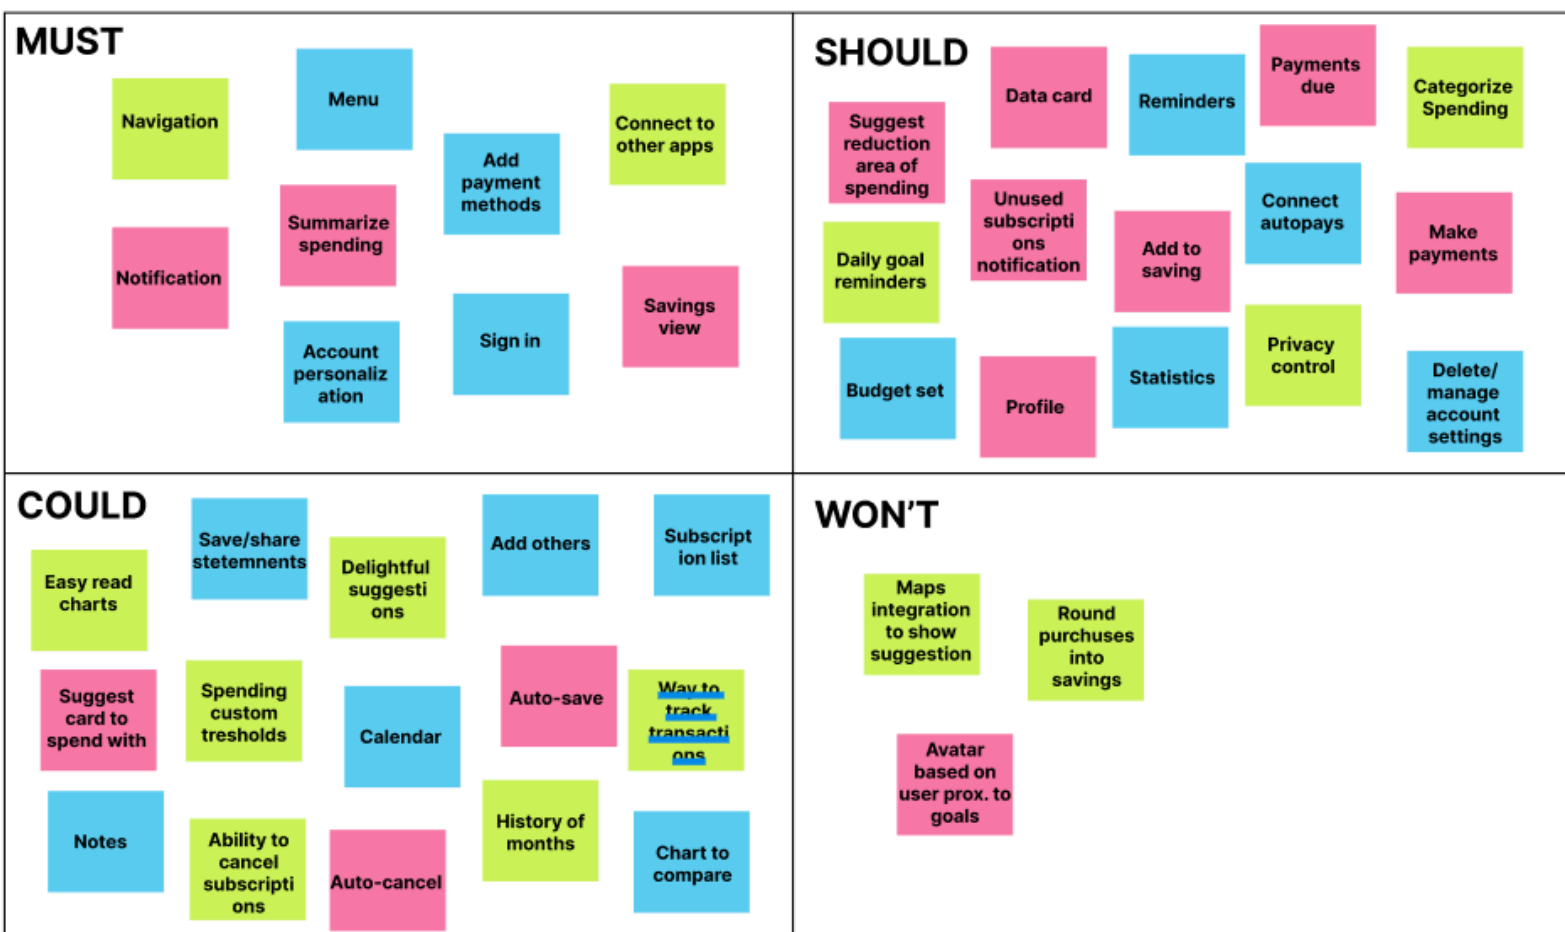 MUST
Navigation
Menu
Add
payment
methods
Connect to
other apps
Notification
Summarize
spending
Account
personaliz
ation
Sign in
Savings
view
SHOULD
Suggest
reduction
area of
spending
Data card
Reminders
Payments
due
Categorize
Spending
Daily goal
reminders
Unused
subscripti
ons
notification
Add to
saving
Connect
autopays
Make
payments
Budget set
Profile
Statistics
Privacy
control
Delete/
manage
account
settings
COULD
Easy read
charts
Save/share
stetemnents
Delightful
suggesti
ons
Add others
Subscript
ion list
Suggest
card to
spend with
Spending
custom
tresholds
Calendar
Auto-save
Way to
track
transacti
ons
Notes
Ability to
cancel
subscripti
ons
Auto-cancel
History of
months
Chart to
compare
WON'T
Maps
integration
to show
suggestion
Round
purchuses
into
savings
Avatar
based on
user prox. to
goals